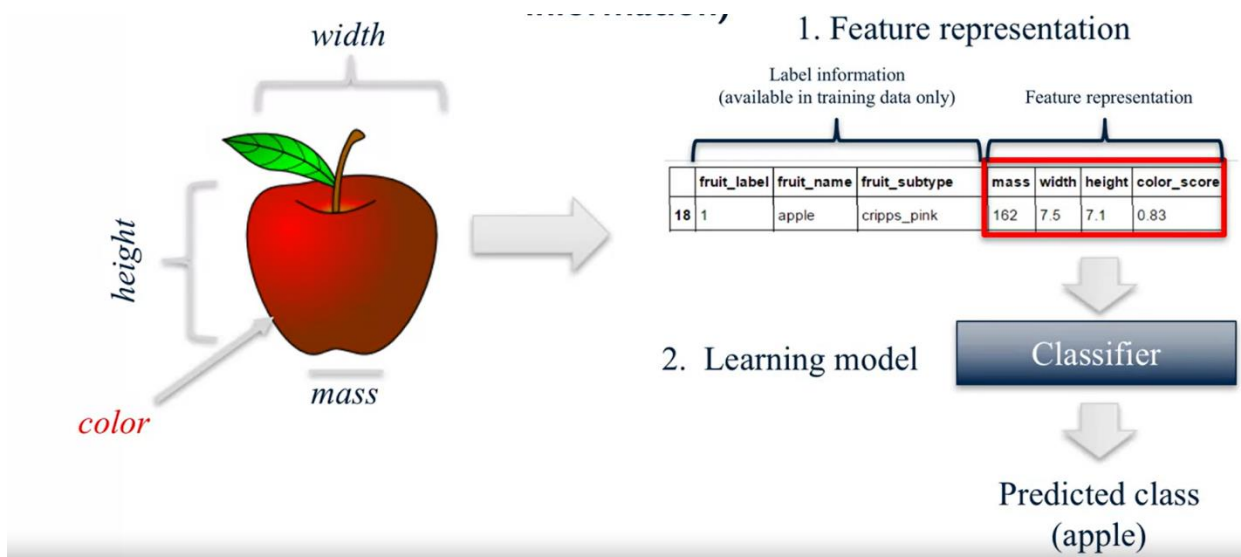 information)
width
height
color
mass
1. Feature representation
Label information
(available in training data only)
Feature representation
fruit_label fruit_name fruit_subtype mass width height color_score
18 1 apple cripps_pink 162 7.5 7.1 0.83
2. Learning model
Classifier
Predicted class
(apple)